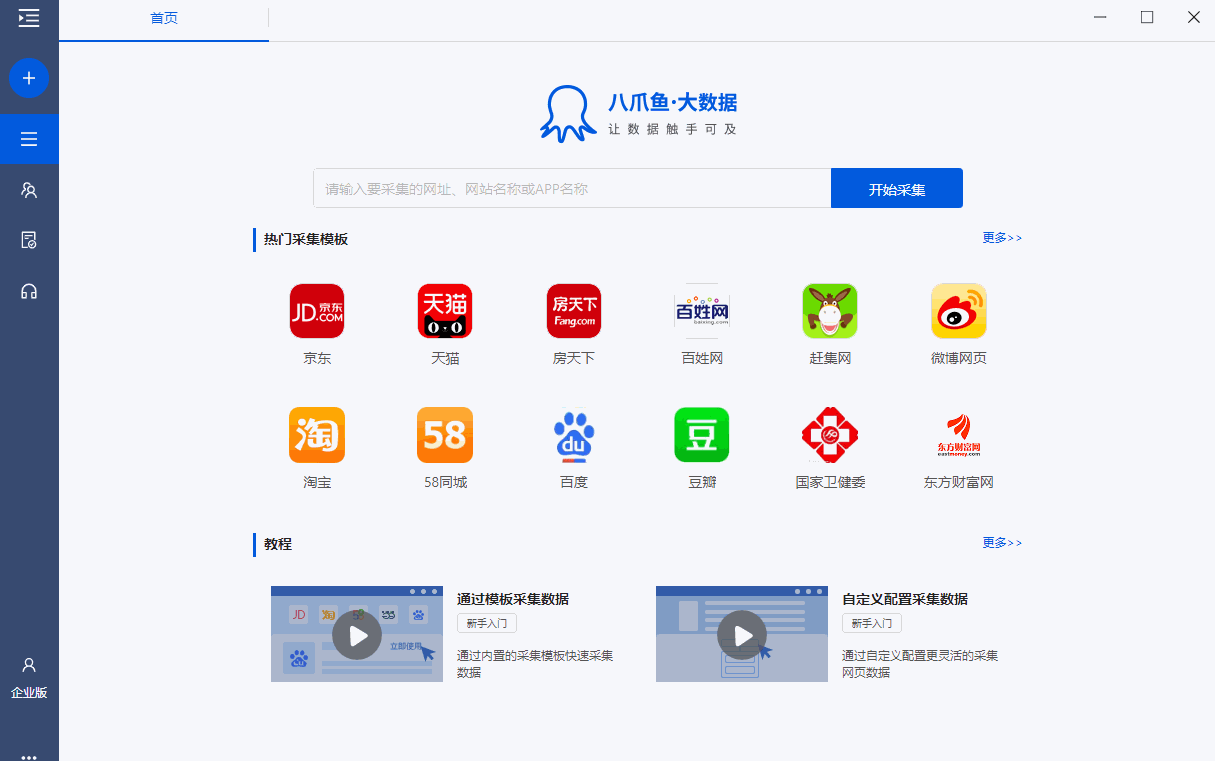 首页
八爪鱼·大数据
让数据触手可及
请输入要采集的网址、网站名称或APP名称
开始采集
热门采集模板
更多>>
JD 京东
.COM
天猫
房天下
Fang.com
百姓网
baixing.com
京东
天猫
房天下
百姓网
赶集网
微博网页
淘
58
du
豆
东方财富网
eastmoney.com
淘宝
58同城
百度
豆瓣
国家卫健委
东方财富网
教程
更多>>
JD
淘
立即使用
通过模板采集数据
新手入门
通过内置的采集模板快速采集
数据
自定义配置采集数据
新手入门
通过自定义配置更灵活的采集
网页数据
企业版